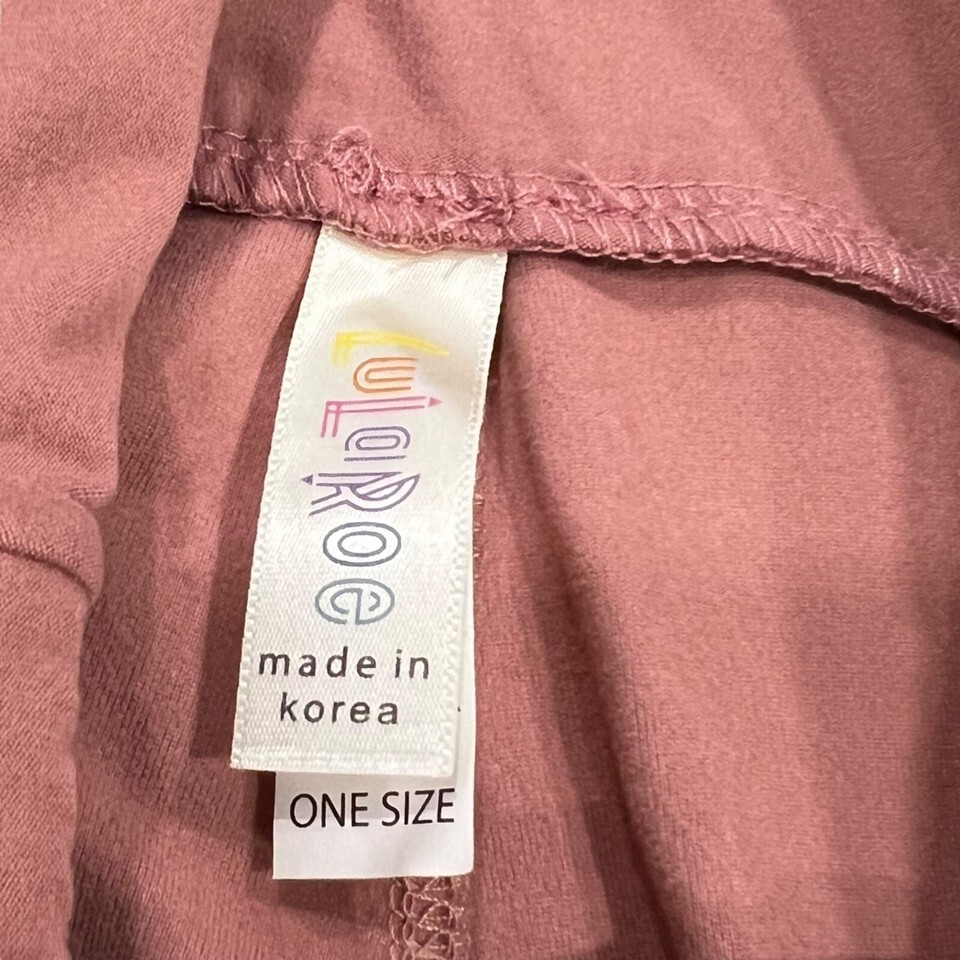 LuLaRoe
made in
korea
ONE SIZE